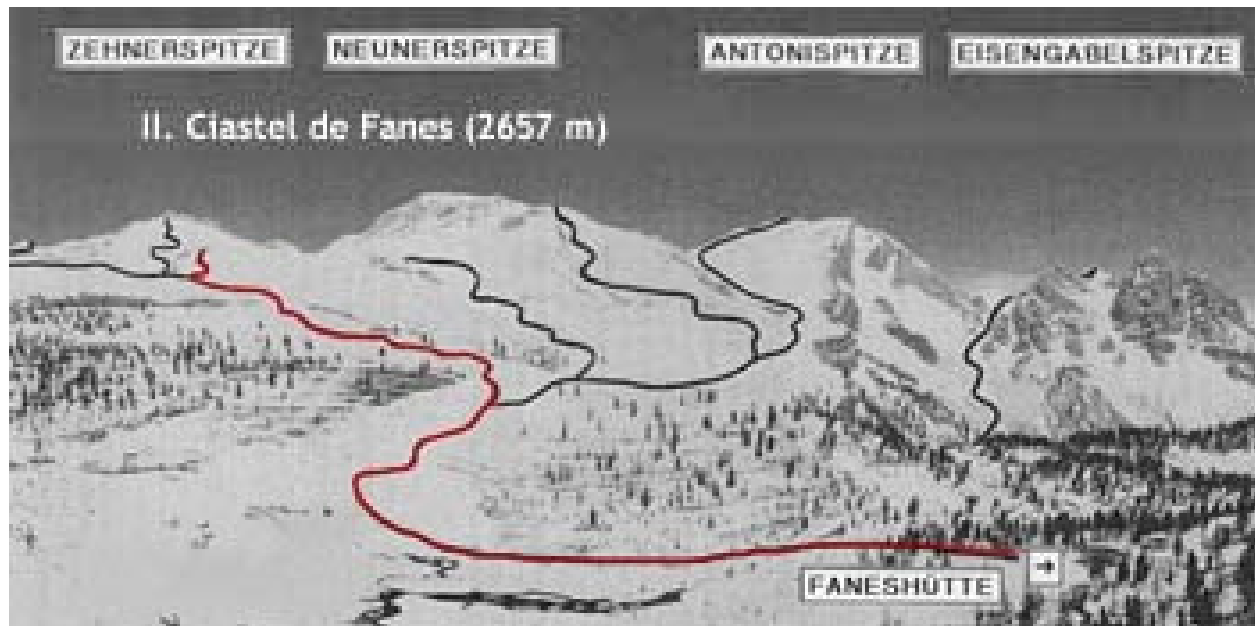 ZEHNERSPITZE
NEUNERSPITZE
ANTONISPITZE
EISENGABELSPITZE
II. Ciastel de Fanes (2657 m)
FANESHÜTTE